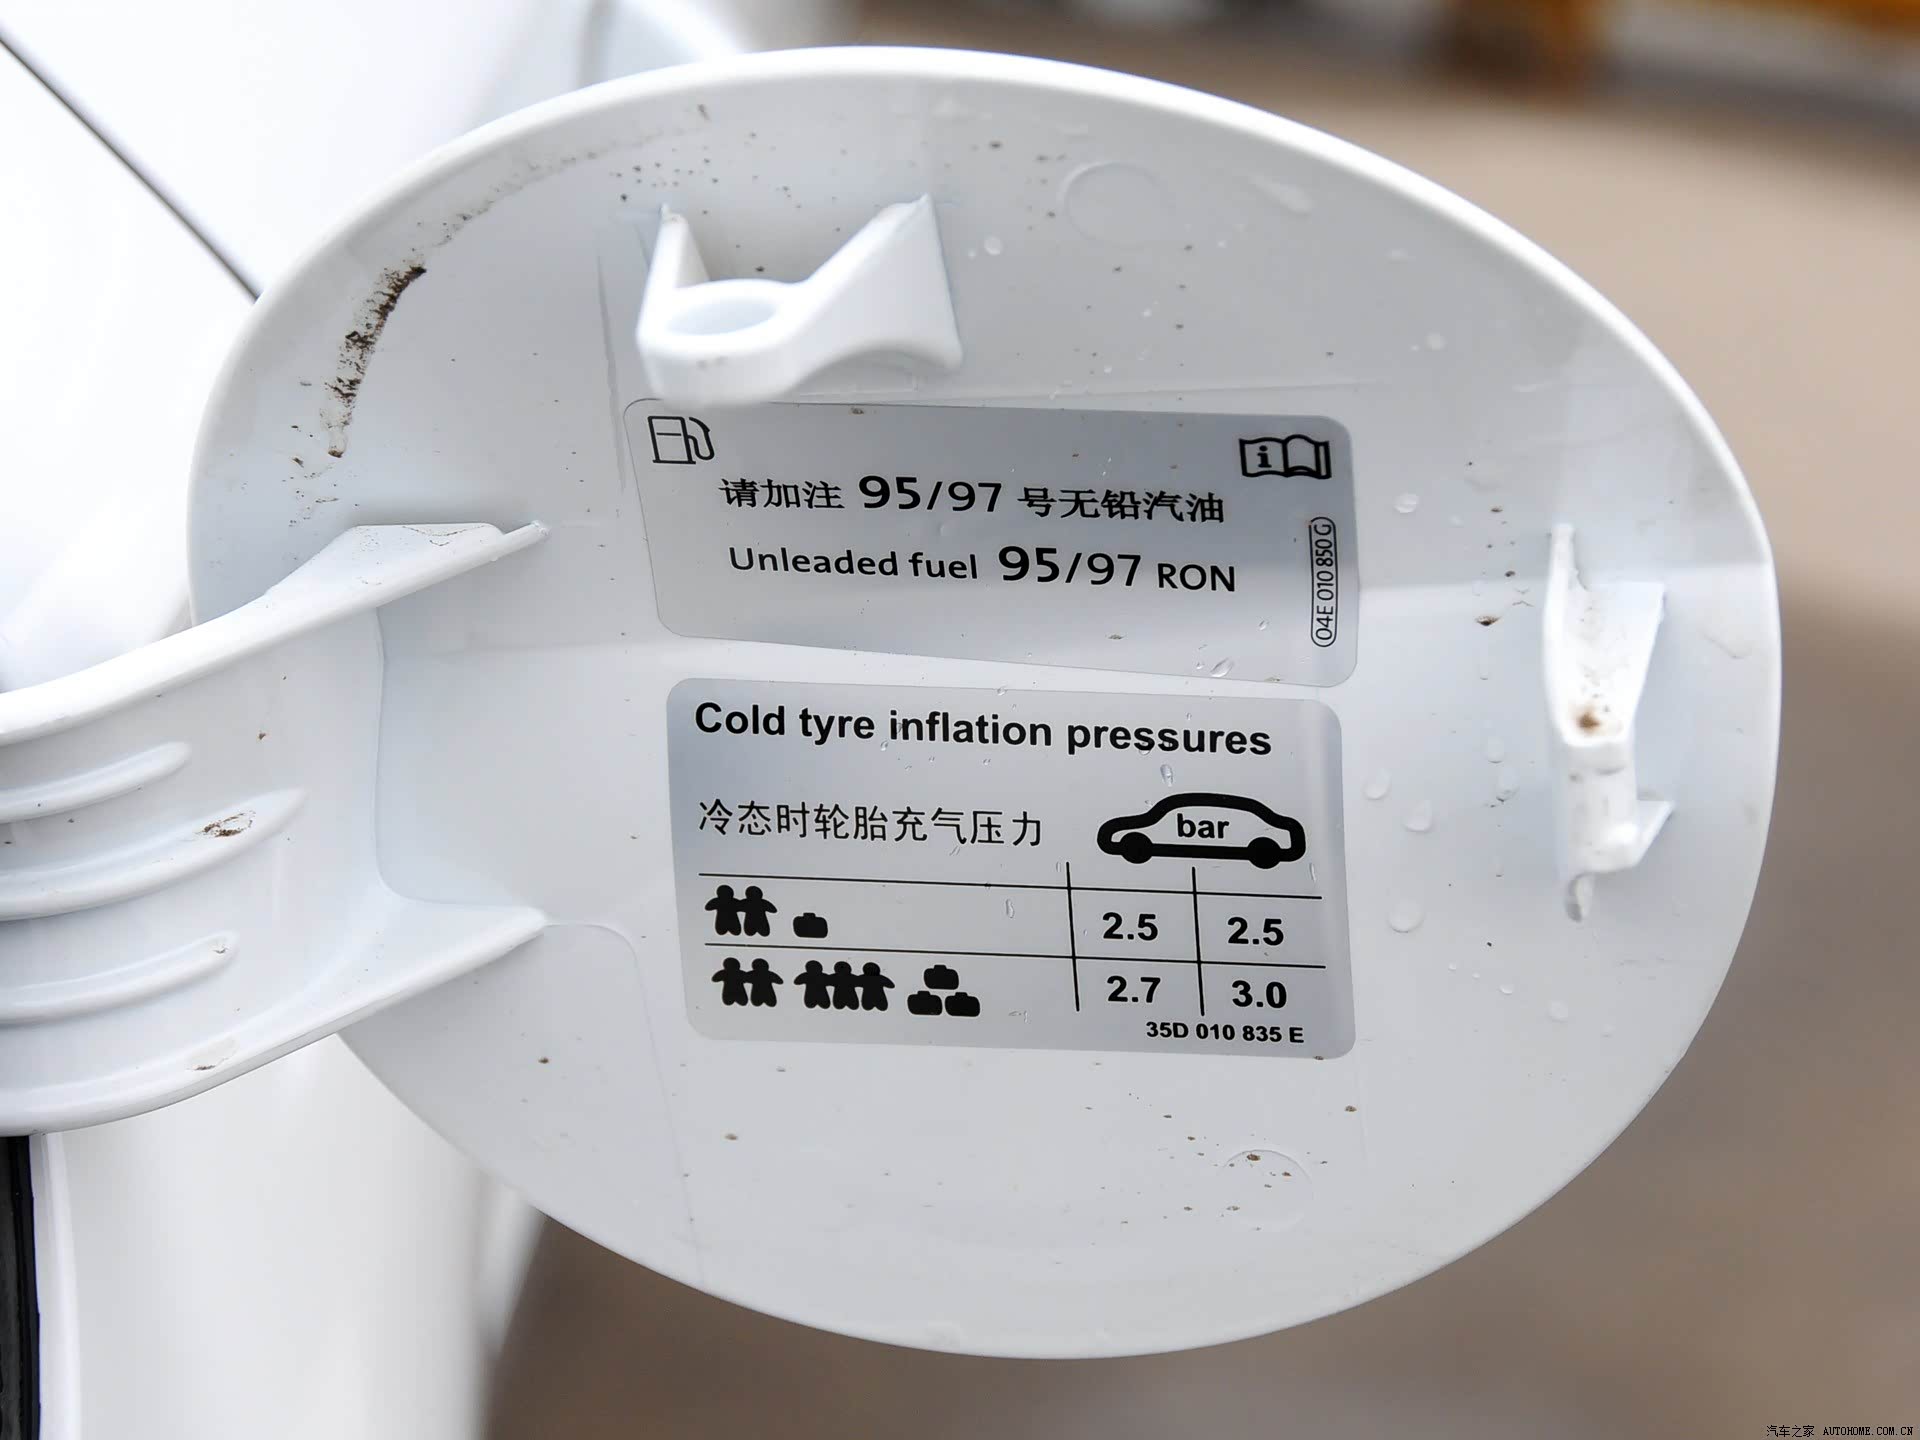 请加注 95/97 号无铅汽油
Unleaded fuel 95/97 RON
04E 010 850 G
Cold tyre inflation pressures
冷态时轮胎充气压力
bar
2.5 2.5
2.7 3.0
35D 010 835 E
汽车之家 AUTOHOME.COM.CN